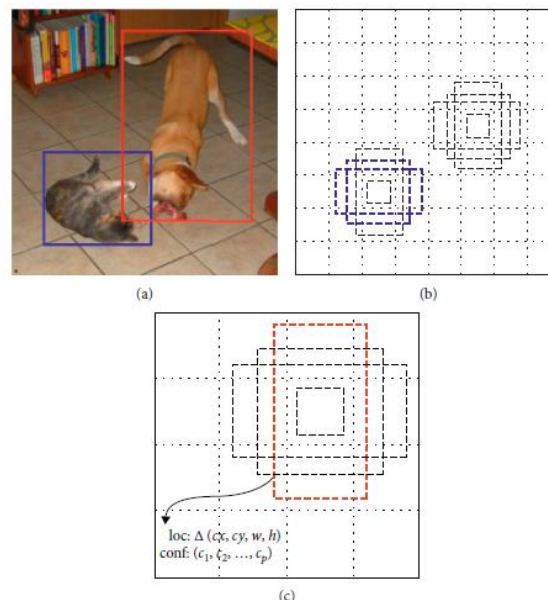 (a)
(b)
loc: Δ (cx, cy, w, h)
conf: (c₁, c₂, …, cₚ)
(c)